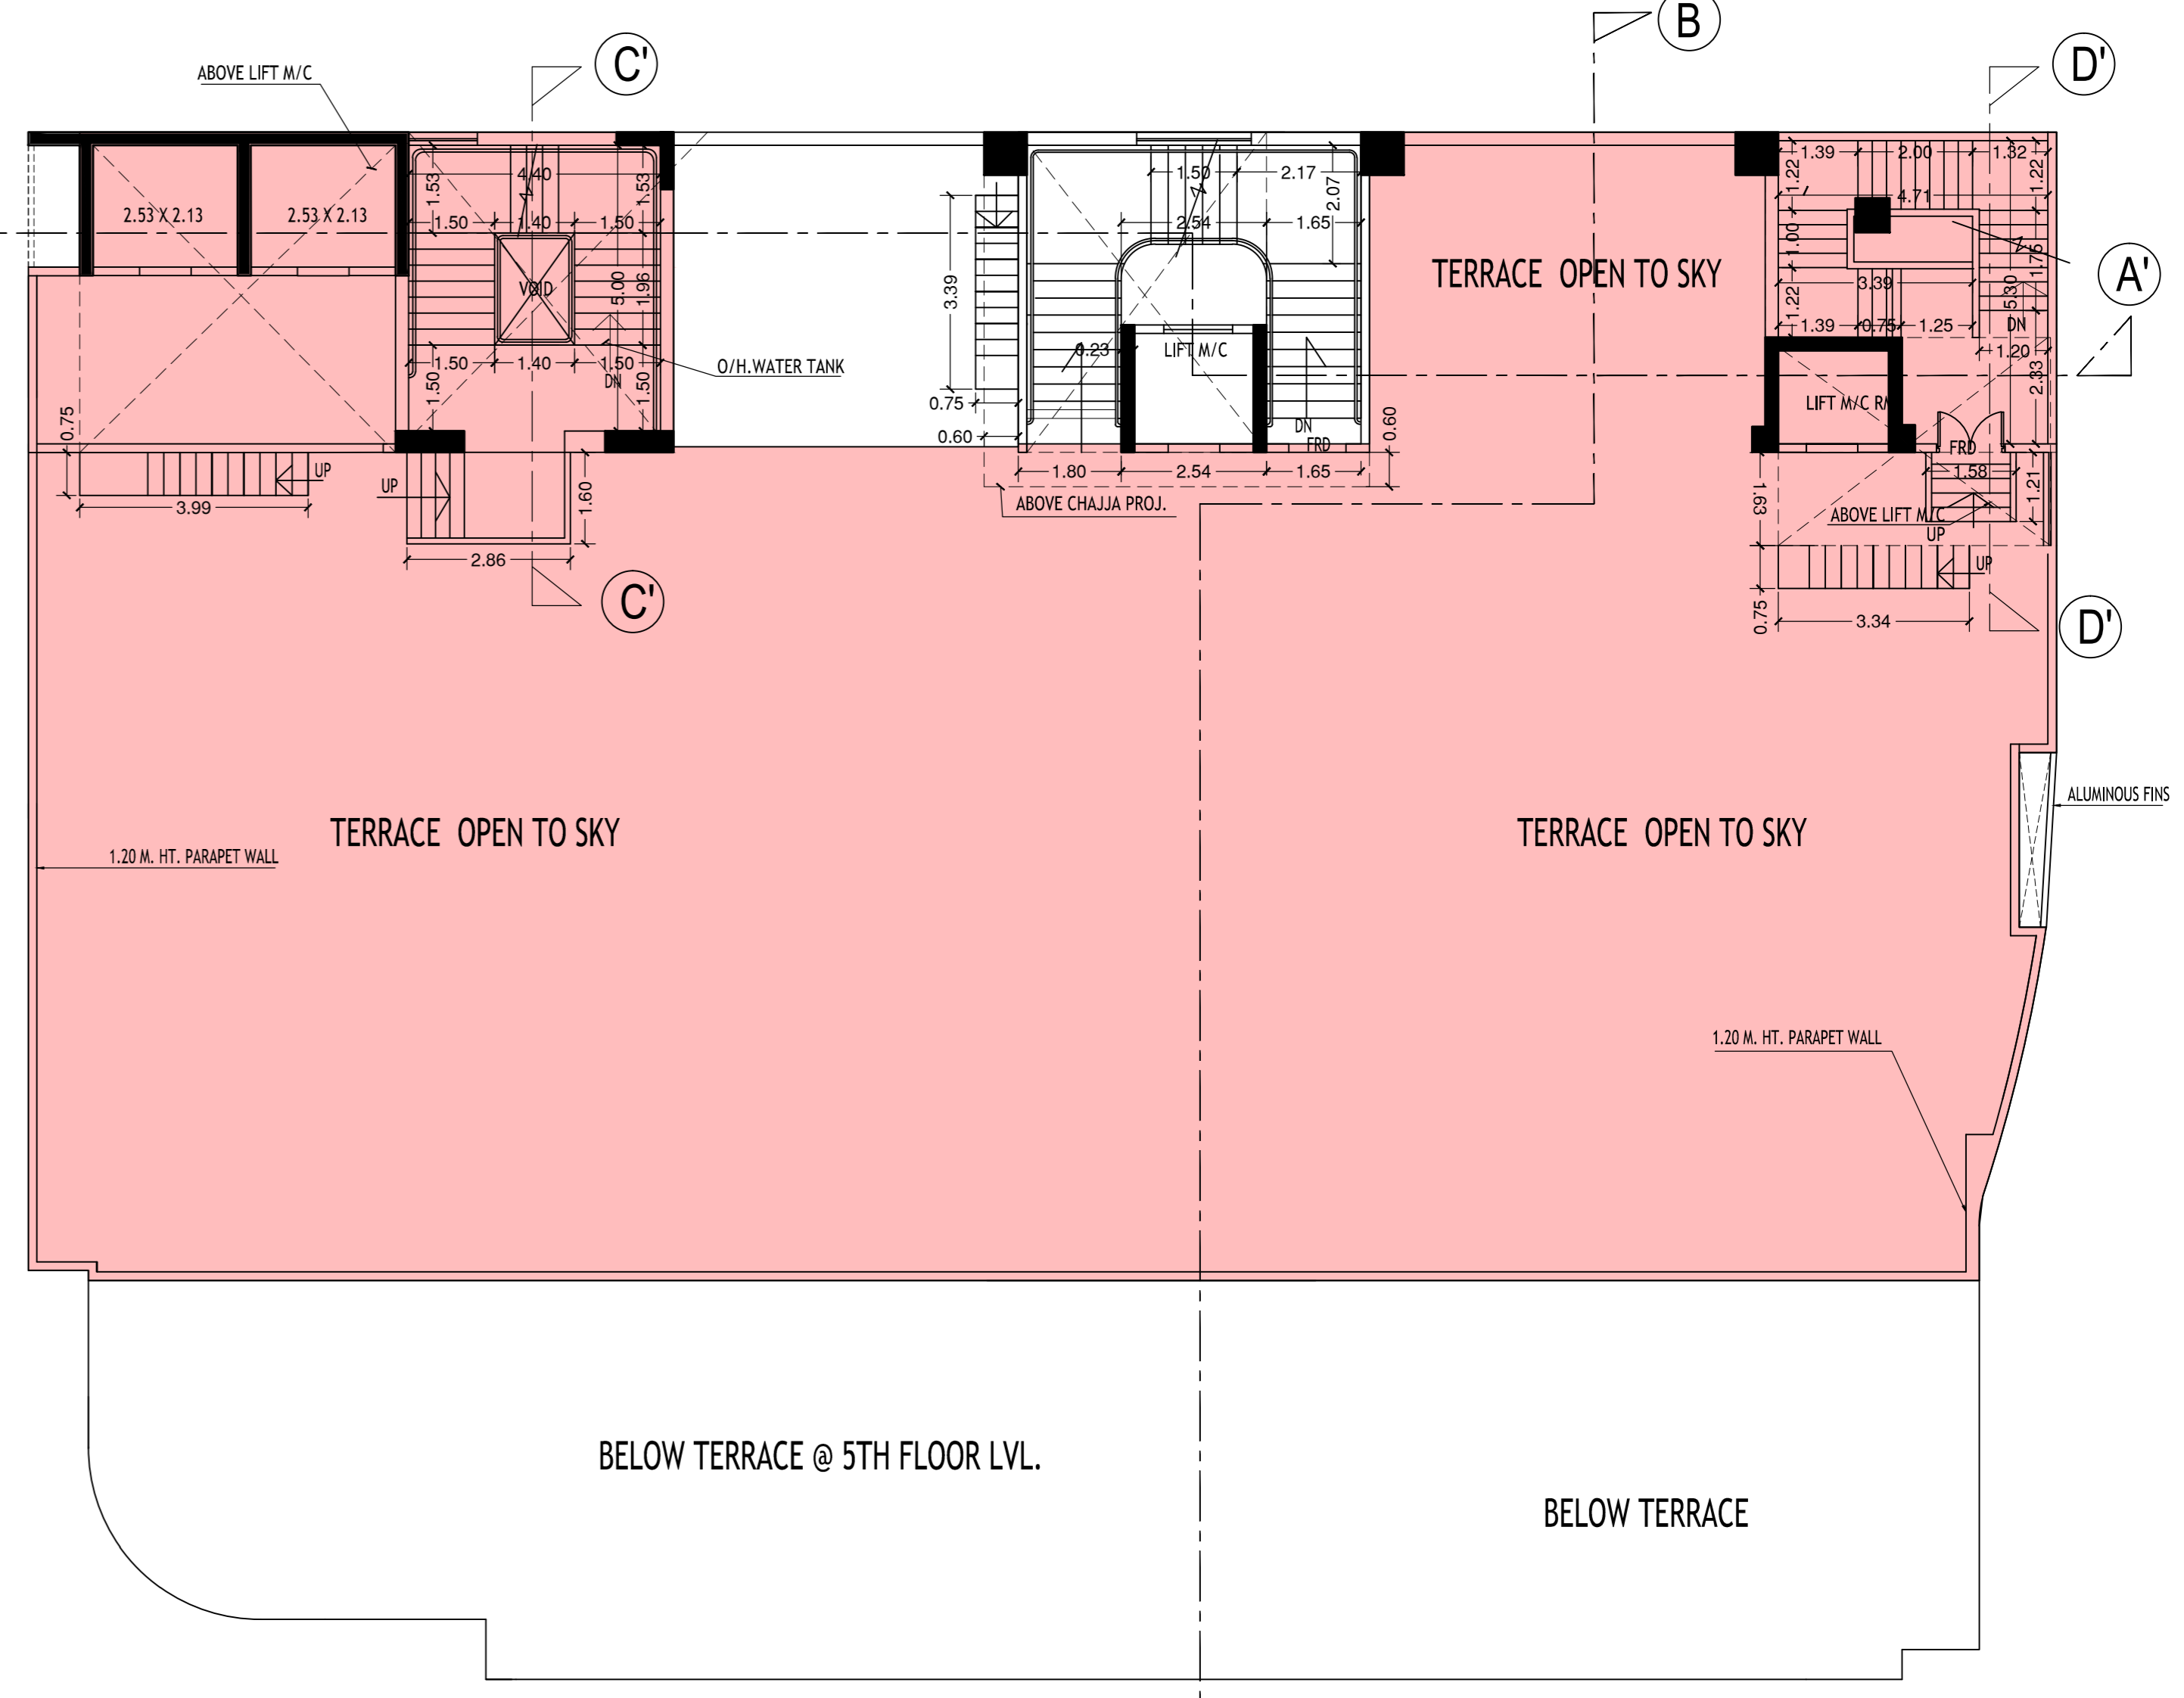 B
C'
D'
ABOVE LIFT M/C
1.39
2.00
1.32
1.53
4.40
1.53
1.50
2.17
2.07
1.22
1.22
4.71
2.53 X 2.13
2.53 X 2.13
1.50
1.40
1.50
2.54
1.65
1.00
1.75
TERRACE OPEN TO SKY
A'
VOID
5.00
1.96
3.39
3.39
5.30
1.22
1.39
0.75
1.25
DN
0.23
LIFT M/C
1.20
1.50
1.40
1.50
O/H.WATER TANK
DN
1.50
1.50
2.33
0.75
0.75
LIFT M/C RM
0.60
DN
FRD
0.60
FRD
UP
UP
1.80
2.54
1.65
1.58
1.21
3.99
1.60
ABOVE CHAJJA PROJ.
1.63
ABOVE LIFT M/C
UP
2.86
UP
C'
0.75
3.34
D'
ALUMINOUS FINS
TERRACE OPEN TO SKY
TERRACE OPEN TO SKY
1.20 M. HT. PARAPET WALL
1.20 M. HT. PARAPET WALL
BELOW TERRACE @ 5TH FLOOR LVL.
BELOW TERRACE